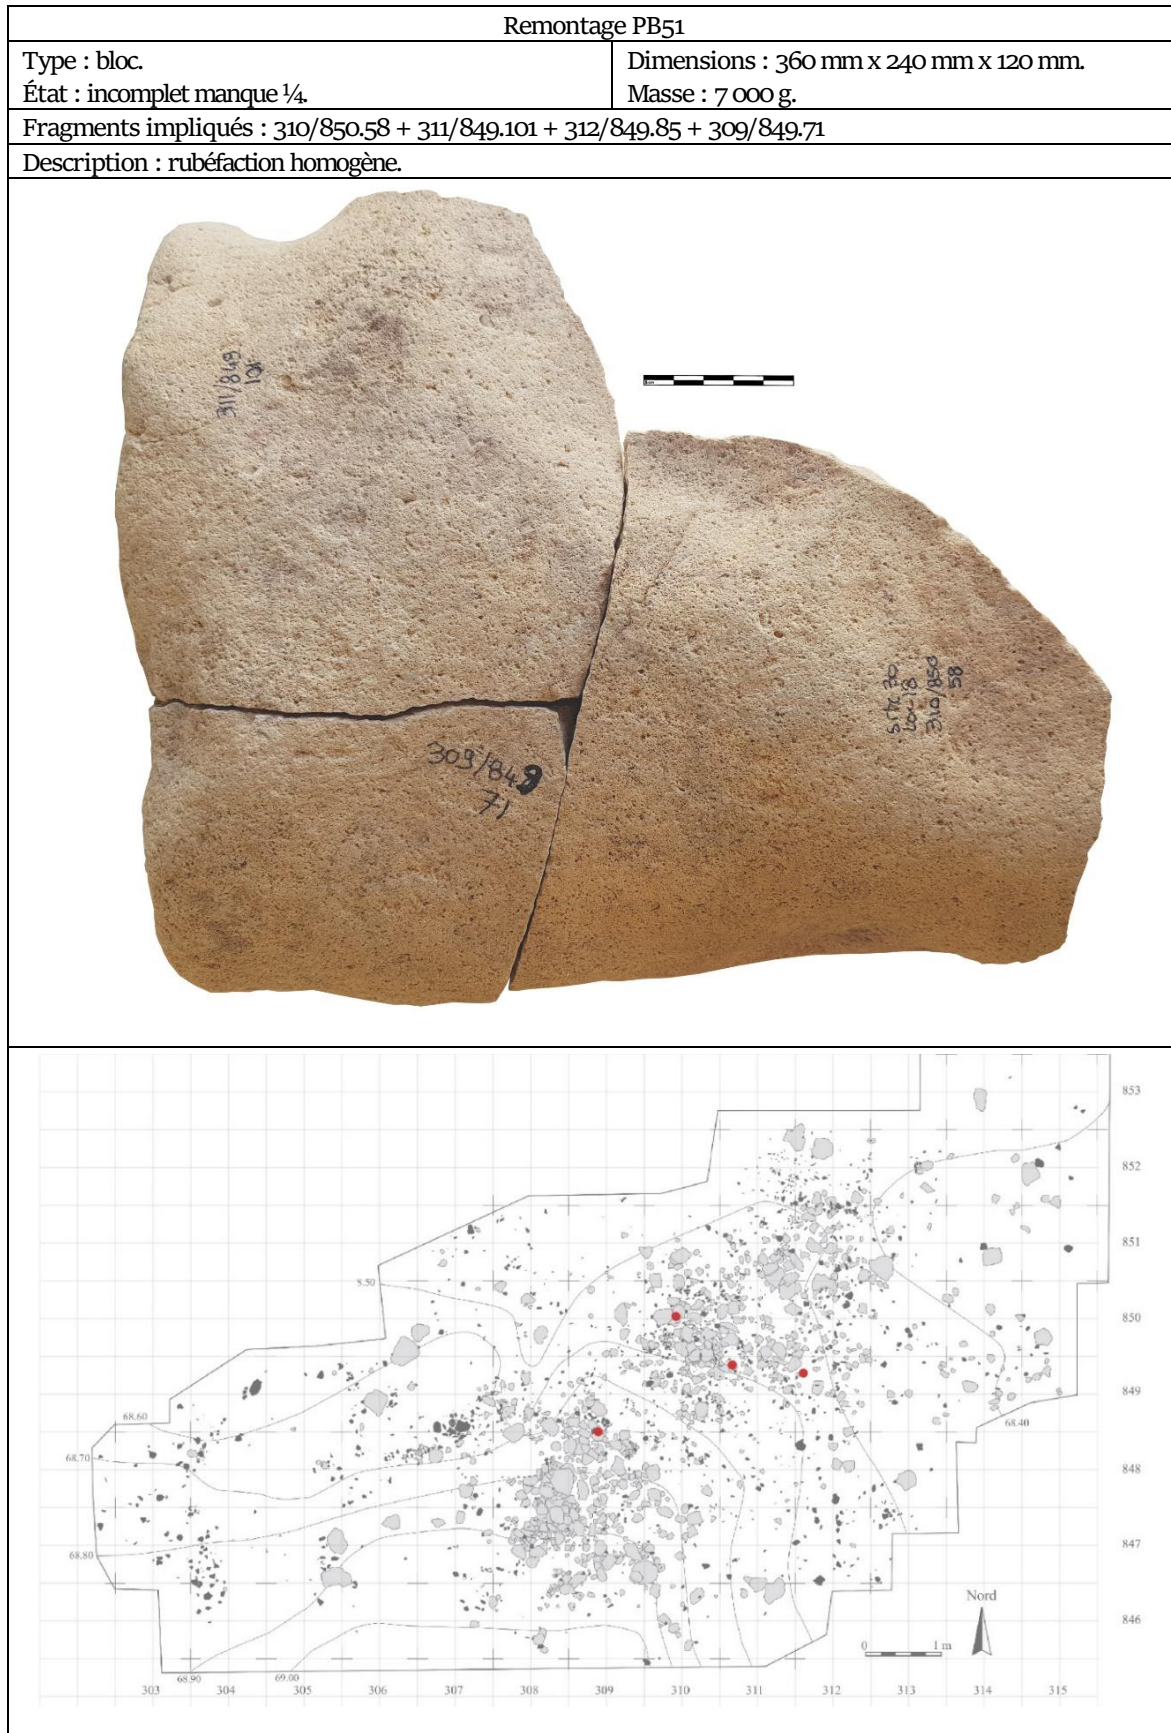 Remontage PB51
Type : bloc.
État : incomplet manque ¼.
Dimensions : 360 mm x 240 mm x 120 mm.
Masse : 7 000 g.
Fragments impliqués : 310/850.58 + 311/849.101 + 312/849.85 + 309/849.71
Description : rubéfaction homogène.
311/849
101
309/849
71
310/850
58
853
852
851
850
849
848
847
846
S.50
68.60
68.70
68.80
68.90
69.00
68.40
Nord
0 1 m
303 304 305 306 307 308 309 310 311 312 313 314 315